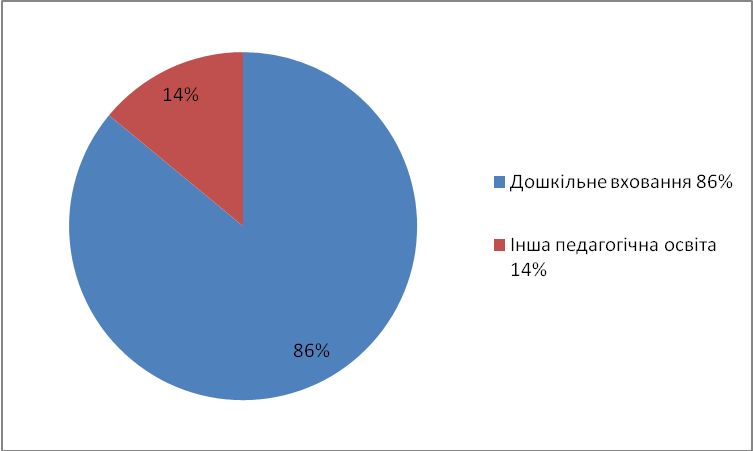 14%
86%
Дошкільне вховання 86%
Інша педагогічна освіта
14%